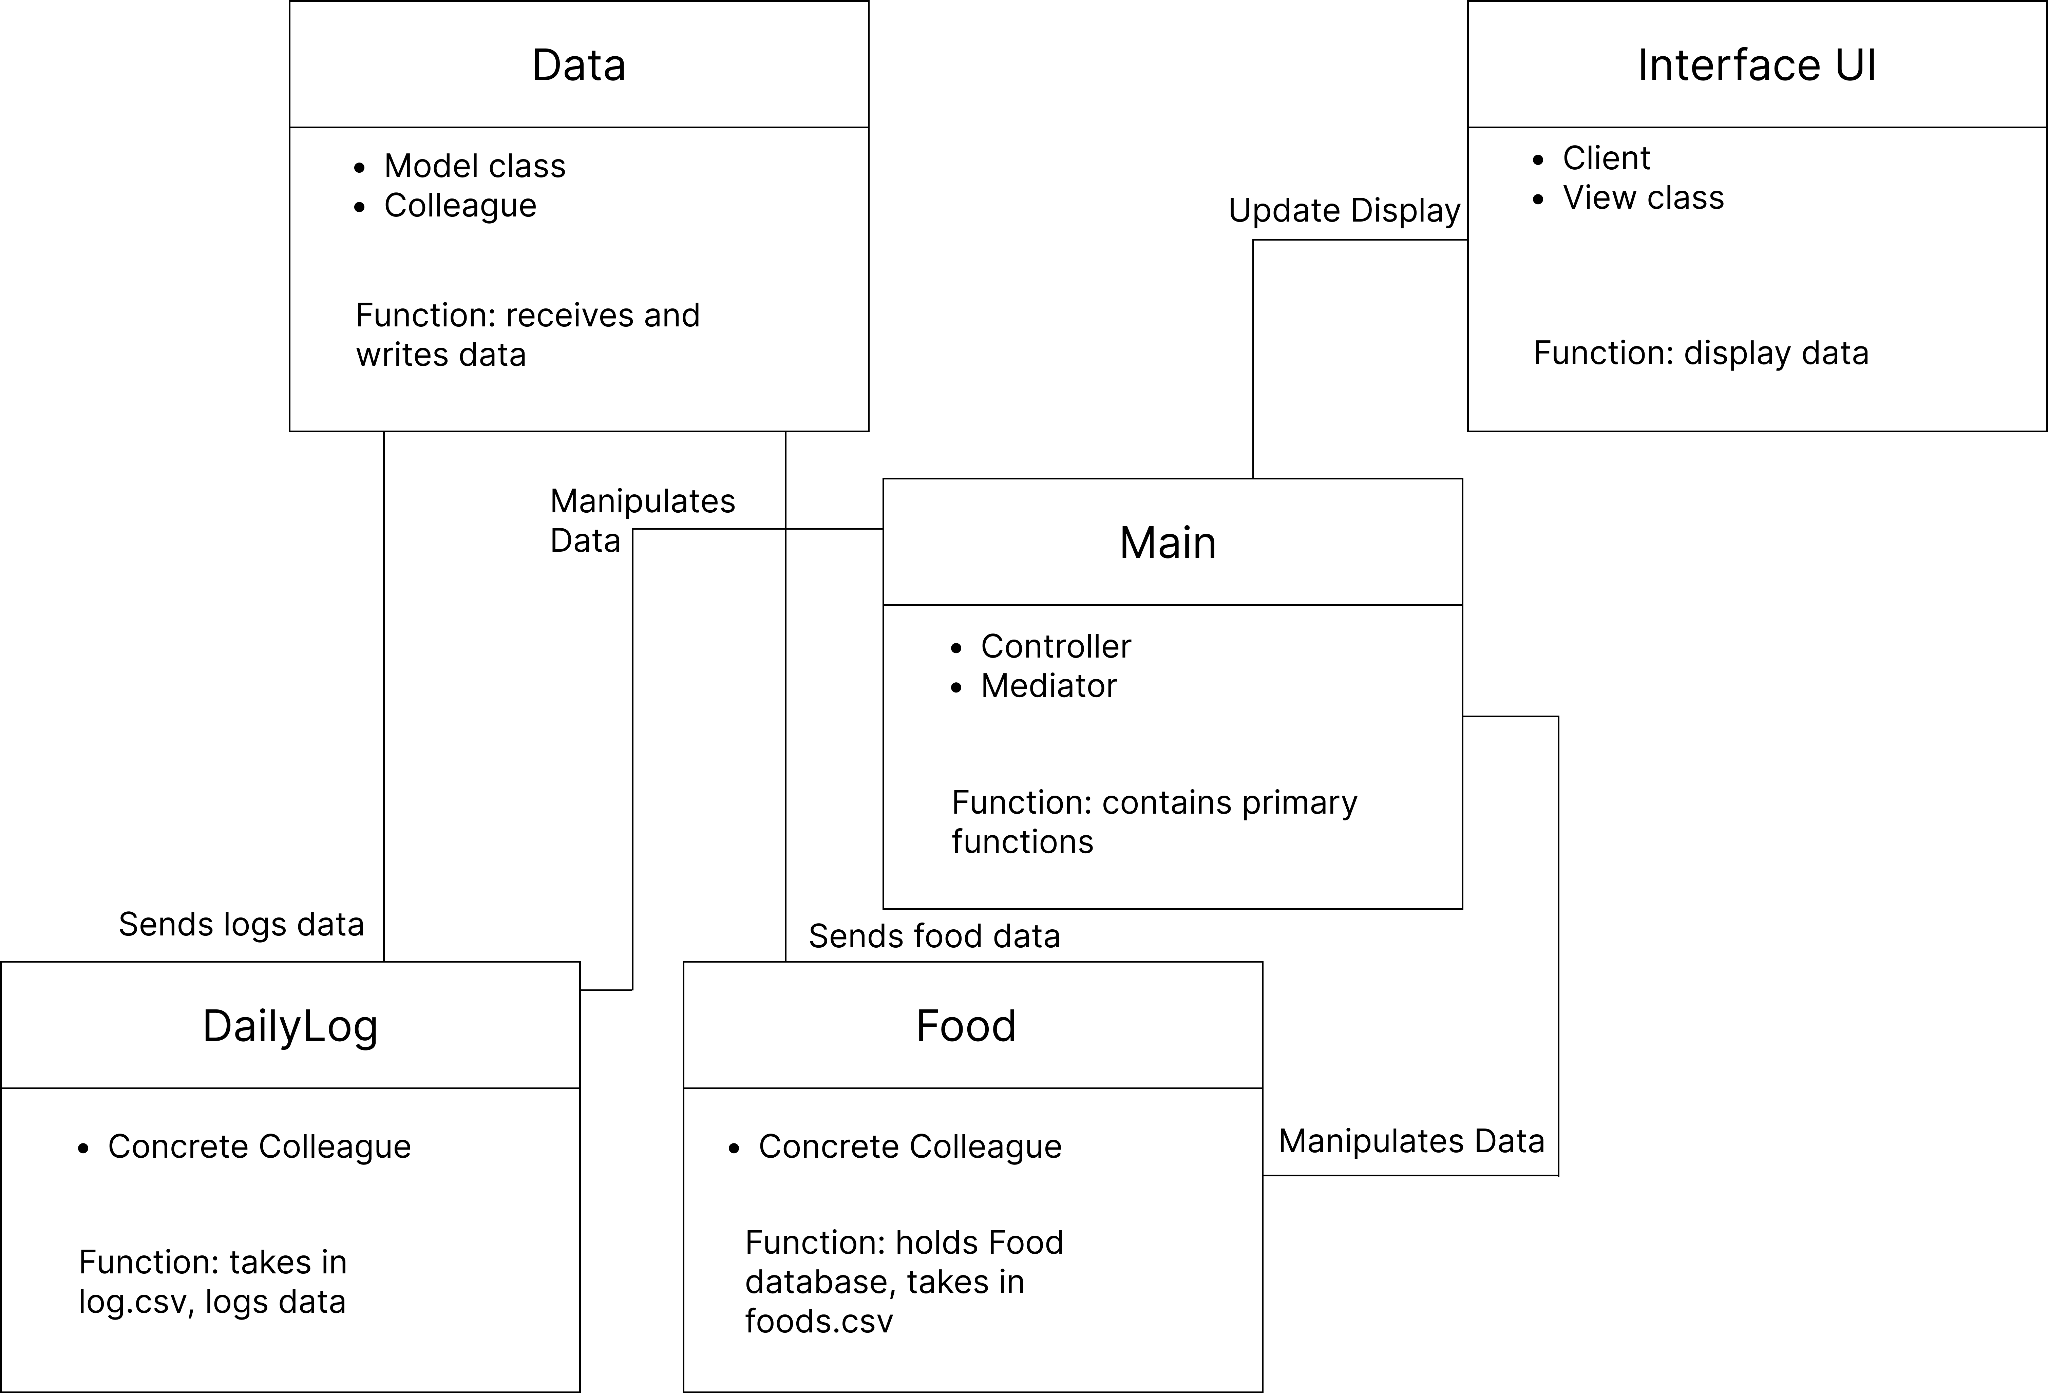 Data
• Model class
• Colleague
Function: receives and
writes data
Interface UI
• Client
• View class
Function: display data
Update Display
Manipulates
Data
Main
• Controller
• Mediator
Function: contains primary
functions
Sends logs data
Sends food data
DailyLog
• Concrete Colleague
Function: takes in
log.csv, logs data
Food
• Concrete Colleague
Function: holds Food
database, takes in
foods.csv
Manipulates Data